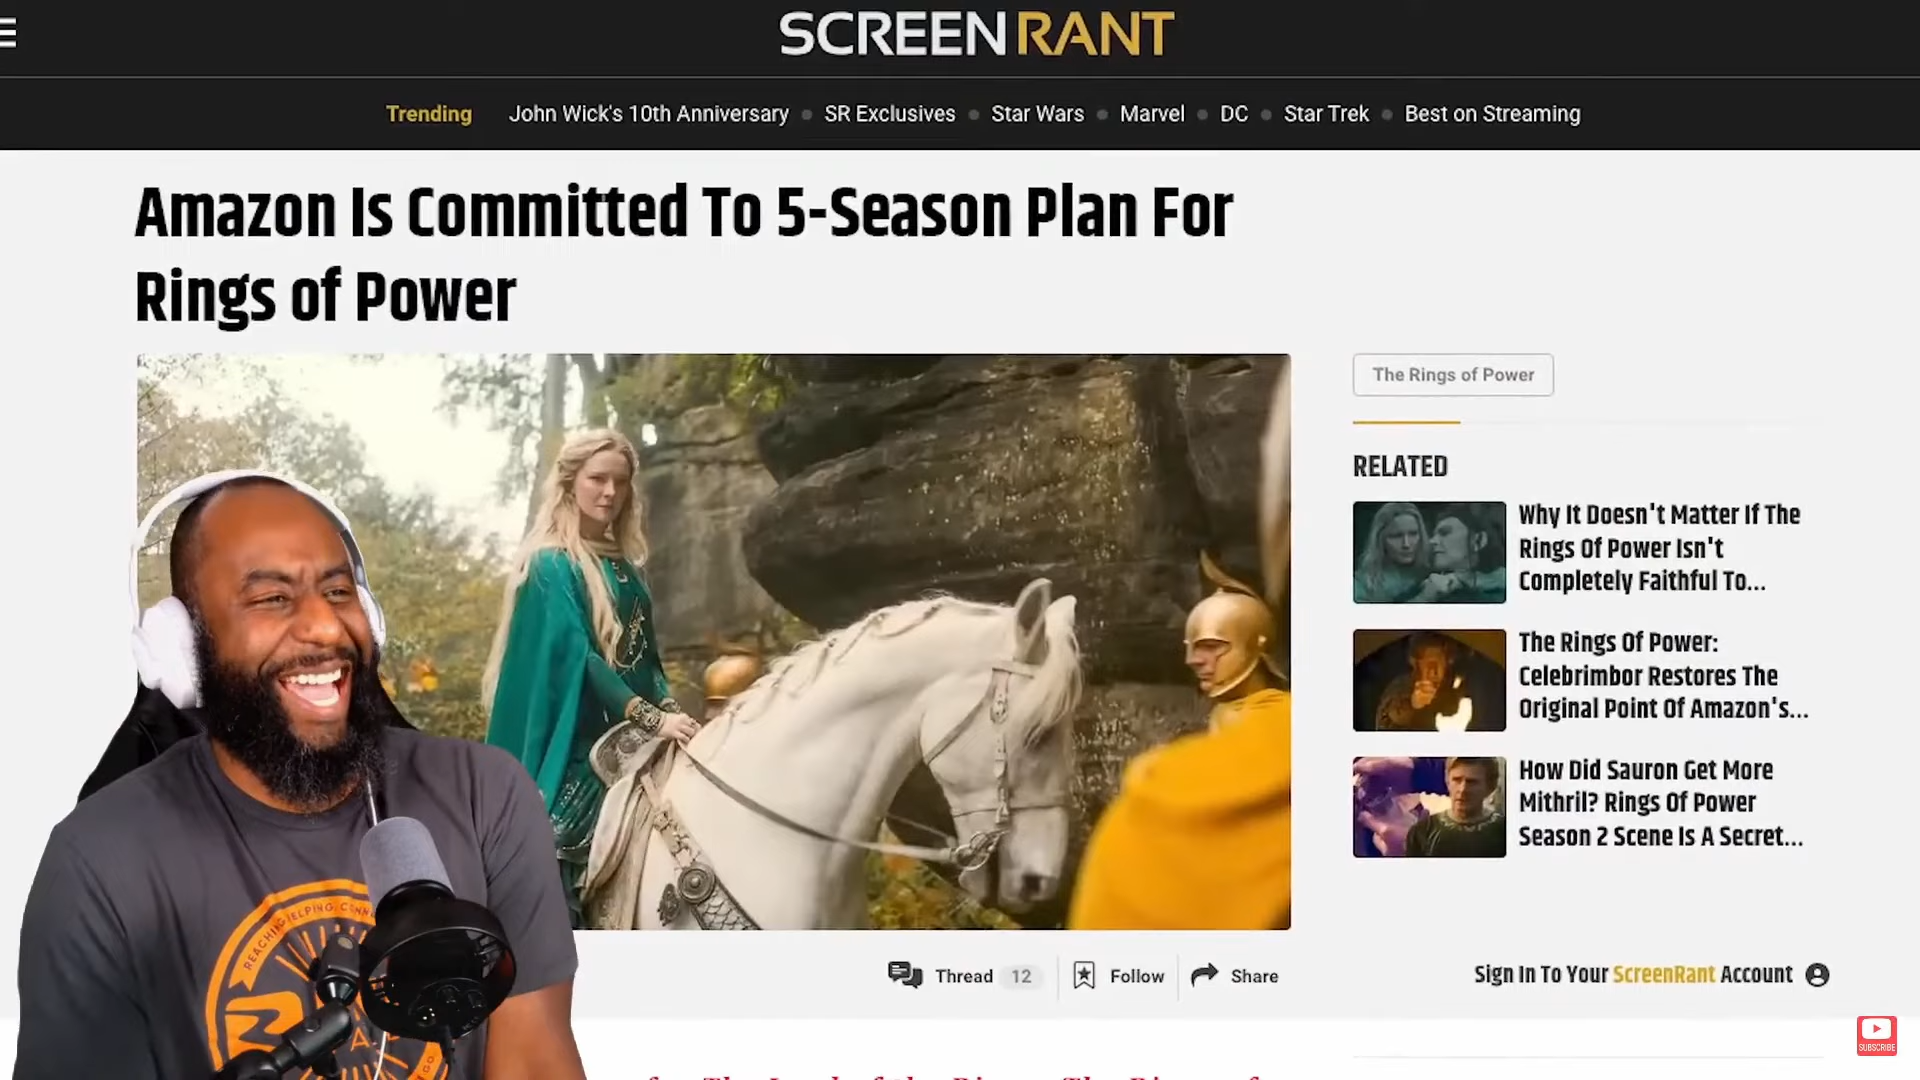 SCREENRANT
Trending John Wick's 10th Anniversary SR Exclusives Star Wars Marvel DC Star Trek Best on Streaming
Amazon Is Committed To 5-Season Plan For
Rings of Power
The Rings of Power
RELATED
Why It Doesn't Matter If The
Rings Of Power Isn't
Completely Faithful To...
The Rings Of Power:
Celebrimbor Restores The
Original Point Of Amazon's...
How Did Sauron Get More
Mithril? Rings Of Power
Season 2 Scene Is A Secret...
Thread 12 Follow Share
Sign In To Your ScreenRant Account
SUBSCRIBE
REACHING, HELPING, CONN